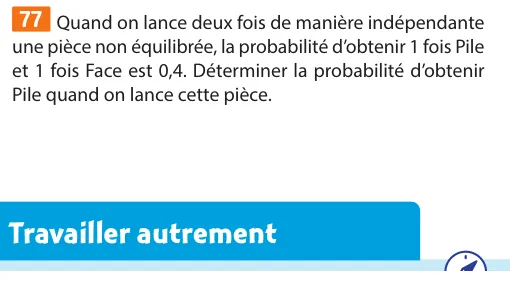 77 Quand on lance deux fois de manière indépendante
une pièce non équilibrée, la probabilité d’obtenir 1 fois Pile
et 1 fois Face est 0,4. Déterminer la probabilité d’obtenir
Pile quand on lance cette pièce.
Travailler autrement